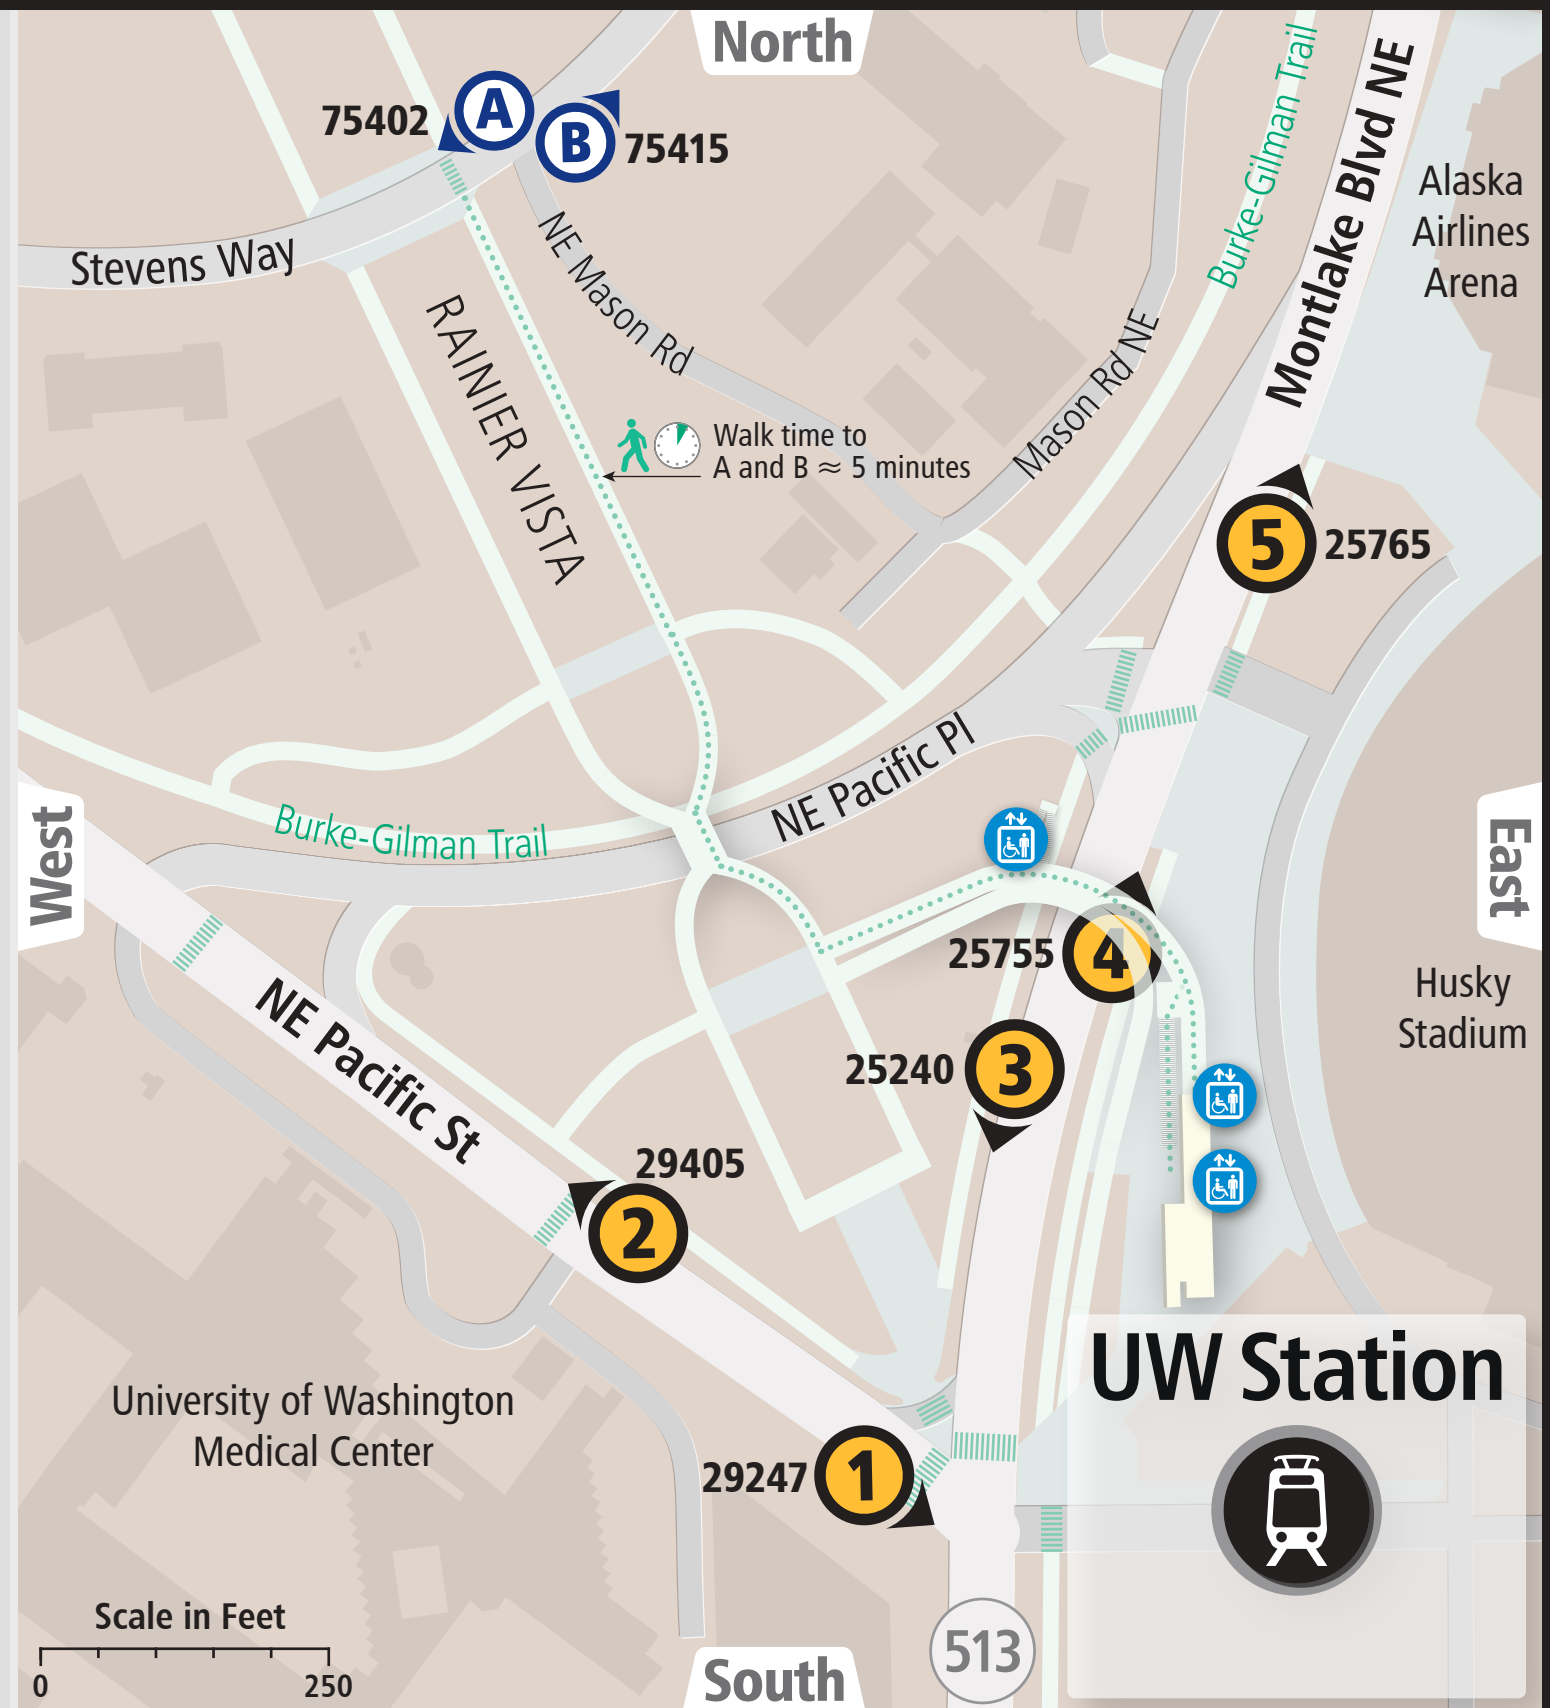 North
75402
A
B
75415
Burke-Gilman Trail
Montlake Blvd NE
Alaska
Airlines
Arena
Stevens Way
NE Mason Rd
RAINIER VISTA
Mason Rd NE
Walk time to
A and B ≈ 5 minutes
5
25765
NE Pacific Pl
West
Burke-Gilman Trail
East
25755
4
Husky
Stadium
NE Pacific St
25240
3
29405
2
UW Station
University of Washington
Medical Center
29247
1
Scale in Feet
0
250
513
South